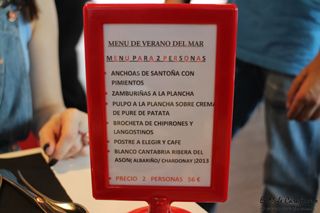 MENU DE VERANO DEL MAR
MENU PARA 2 PERSONAS
• ANCHOAS DE SANTOÑA CON
PIMIENTOS
• ZAMBURIÑAS A LA PLANCHA
• PULPO A LA PLANCHA SOBRE CREMA
DE PURE DE PATATA
• BROCHETA DE CHIPIRONES Y
LANGOSTINOS
• POSTRE A ELEGIR Y CAFE
• BLANCO CANTABRIA RIBERA DEL
ASON( ALBARIÑO/ CHARDONAY )2013
• PRECIO 2 PERSONAS 56 €